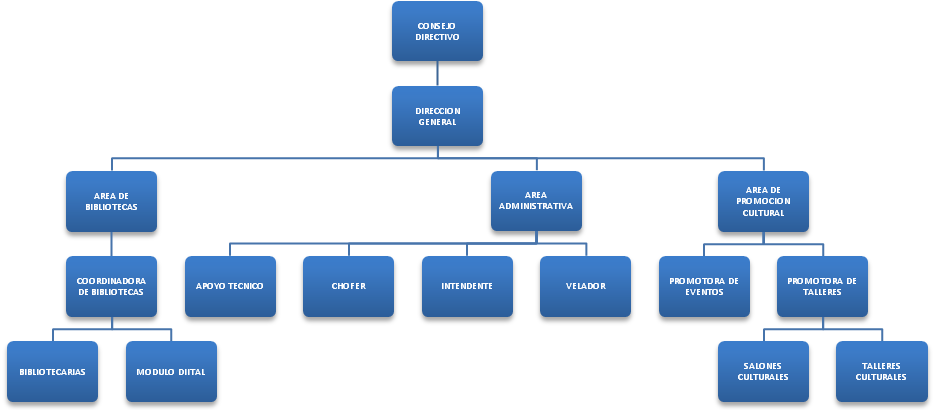 CONSEJO
DIRECTIVO
DIRECCION
GENERAL
AREA DE
BIBLIOTECAS
AREA
ADMINISTRATIVA
AREA DE
PROMOCION
CULTURAL
COORDINADORA
DE BIBLIOTECAS
APOYO TECNICO
CHOFER
INTENDENTE
VELADOR
PROMOTORA DE
EVENTOS
PROMOTORA DE
TALLERES
BIBLIOTECARIAS
MODULO DIITAL
SALONES
CULTURALES
TALLERES
CULTURALES